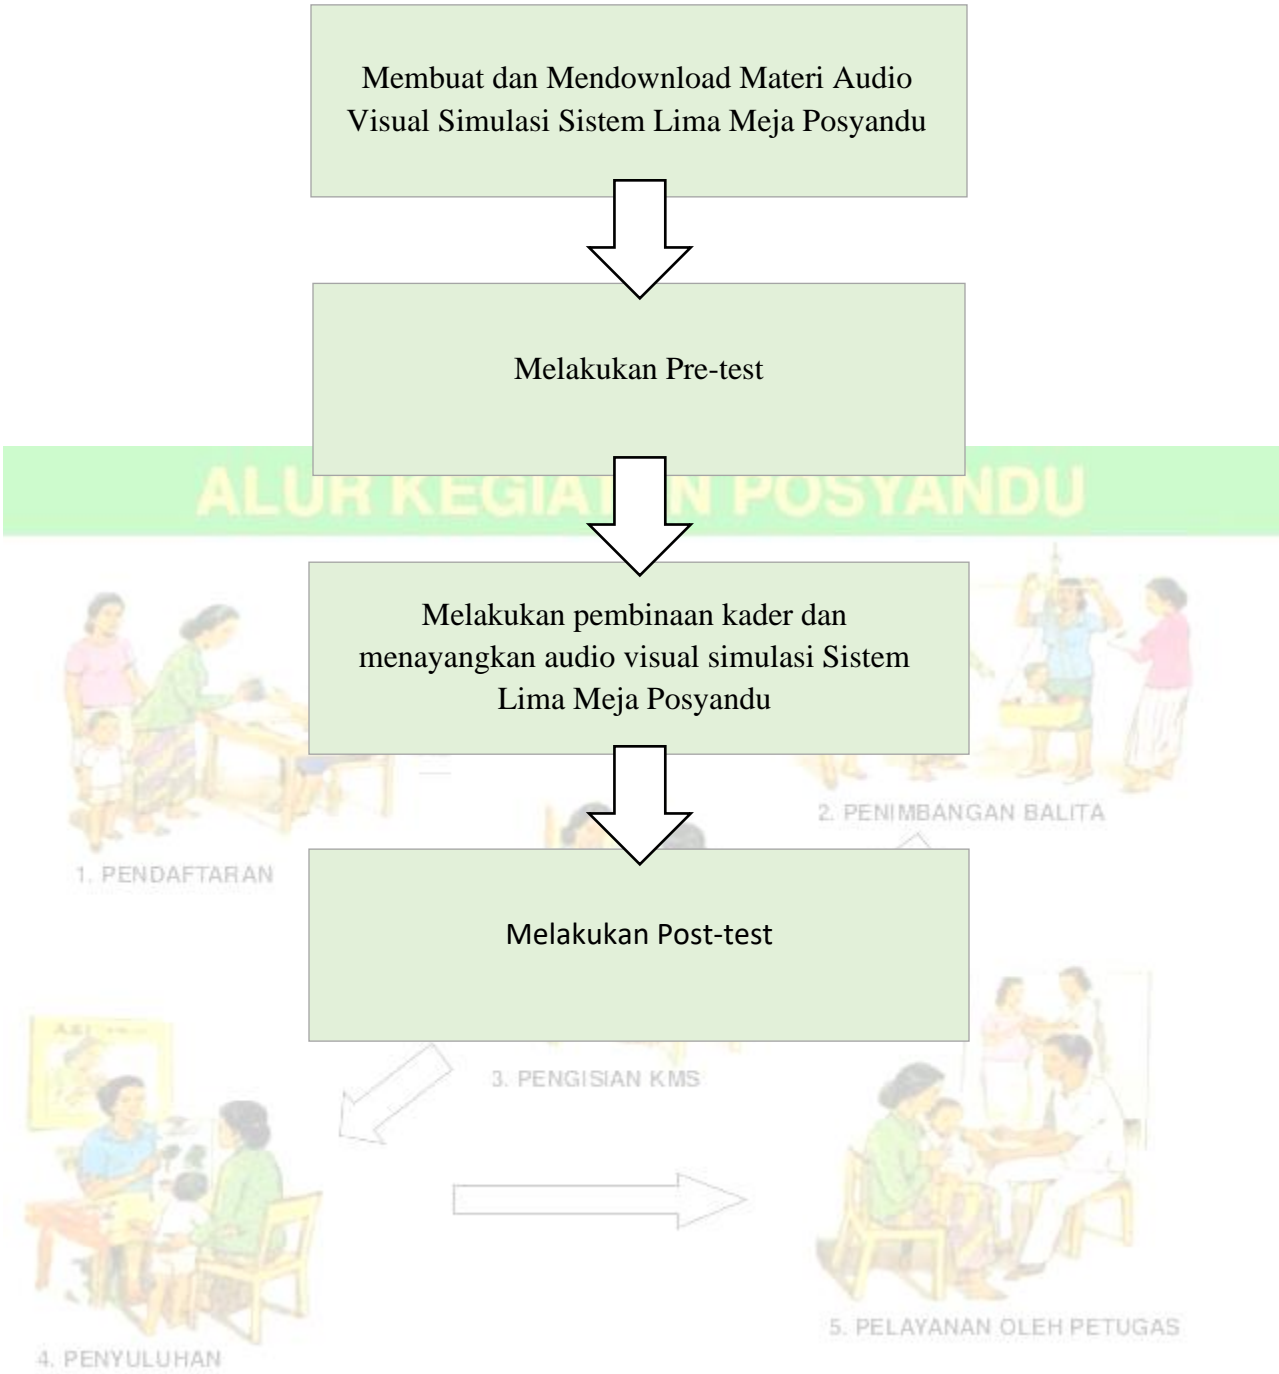 Membuat dan Mendownload Materi Audio
Visual Simulasi Sistem Lima Meja Posyandu
Melakukan Pre-test
ALUR KEGIATAN POSYANDU
Melakukan pembinaan kader dan
menayangkan audio visual simulasi Sistem
Lima Meja Posyandu
2. PENIMBANGAN BALITA
1. PENDAFTARAN
Melakukan Post-test
3. PENGISIAN KMS
5. PELAYANAN OLEH PETUGAS
4. PENYULUHAN